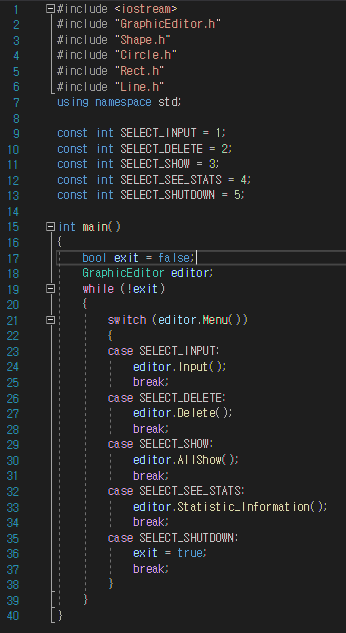 1 #include <iostream>
2 #include "GraphicEditor.h"
3 #include "Shape.h"
4 #include "Circle.h"
5 #include "Rect.h"
6 #include "Line.h"
7 using namespace std;
8
9 const int SELECT_INPUT = 1;
10 const int SELECT_DELETE = 2;
11 const int SELECT_SHOW = 3;
12 const int SELECT_SEE_STATS = 4;
13 const int SELECT_SHUTDOWN = 5;
14
15 int main()
16 {
17     bool exit = false;
18     GraphicEditor editor;
19     while (!exit)
20     {
21         switch (editor.Menu())
22         {
23         case SELECT_INPUT:
24             editor.Input();
25             break;
26         case SELECT_DELETE:
27             editor.Delete();
28             break;
29         case SELECT_SHOW:
30             editor.AllShow();
31             break;
32         case SELECT_SEE_STATS:
33             editor.Statistic_Information();
34             break;
35         case SELECT_SHUTDOWN:
36             exit = true;
37             break;
38         }
39     }
40 }